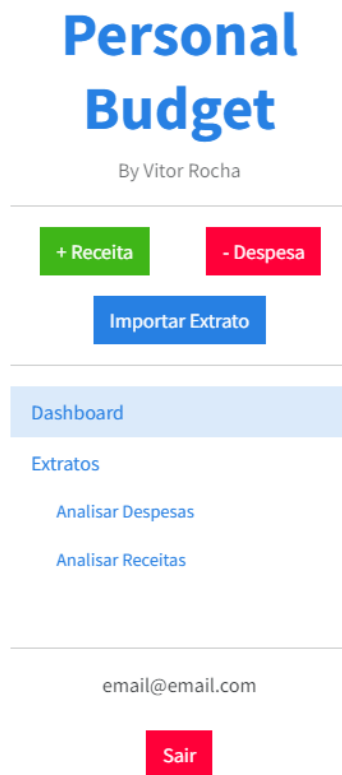 Personal
Budget
By Vitor Rocha
+ Receita
- Despesa
Importar Extrato
Dashboard
Extratos
Analisar Despesas
Analisar Receitas
email@email.com
Sair